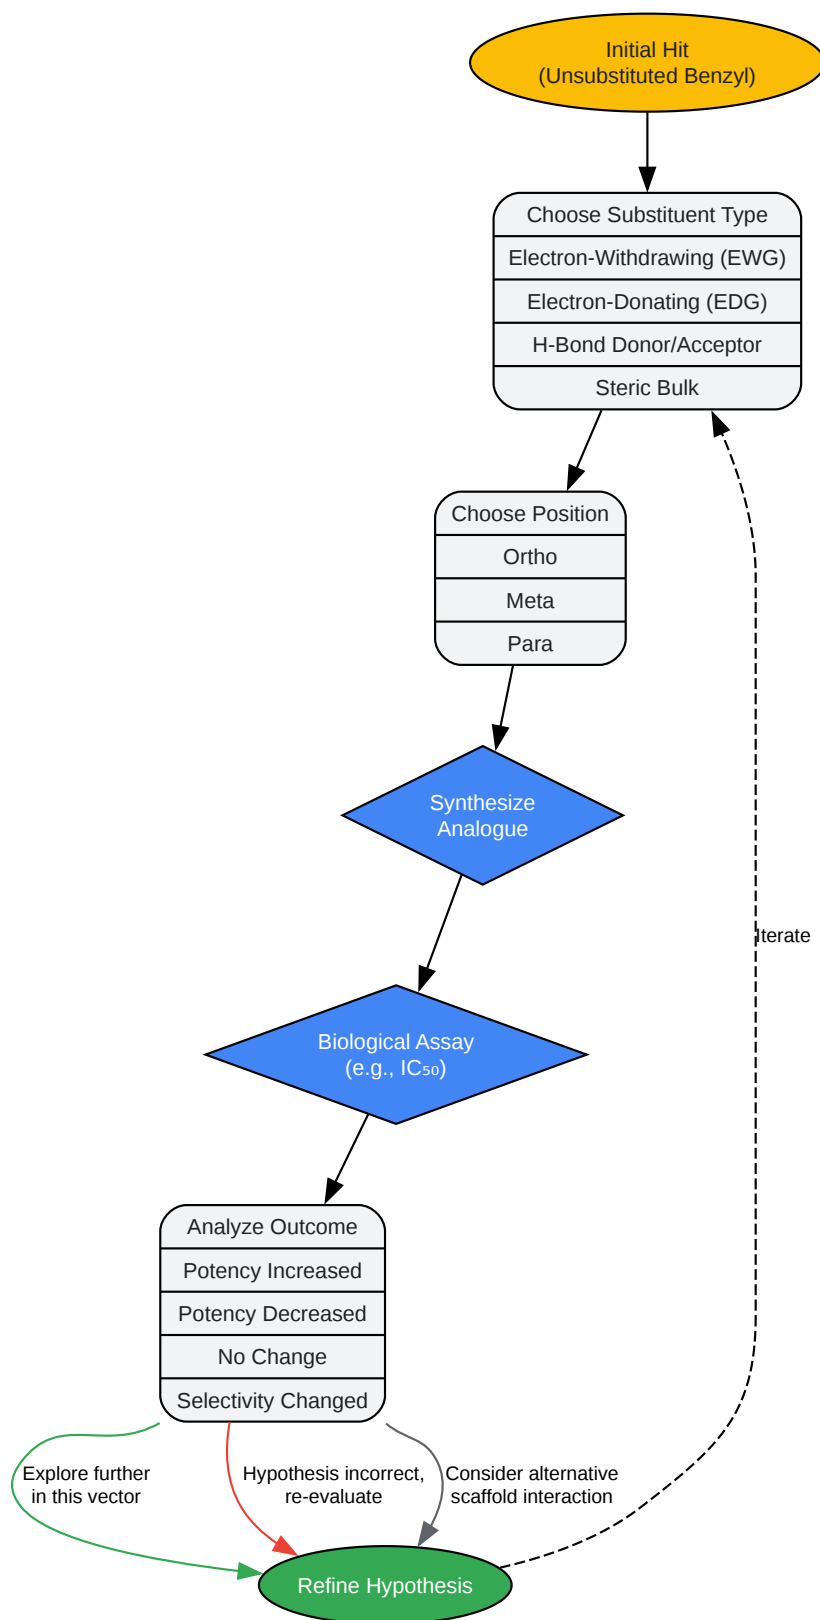 Initial Hit
(Unsubstituted Benzyl)
Choose Substituent Type
Electron-Withdrawing (EWG)
Electron-Donating (EDG)
H-Bond Donor/Acceptor
Steric Bulk
Choose Position
Ortho
Meta
Para
Synthesize
Analogue
Iterate
Biological Assay
(e.g., IC₅₀)
Analyze Outcome
Potency Increased
Potency Decreased
No Change
Selectivity Changed
Explore further
in this vector
Hypothesis incorrect,
re-evaluate
Consider alternative
scaffold interaction
Refine Hypothesis